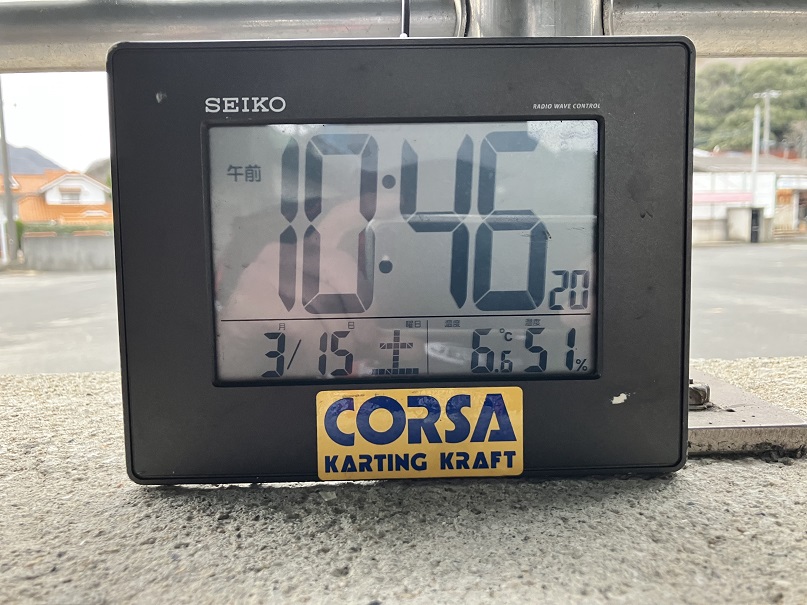 SEIKO
RADIO WAVE CONTROL
午前 10:46 20
月 日 曜日 温度 湿度
3/15 土 6.6 °C 51 %
CORSA
KARTING KRAFT